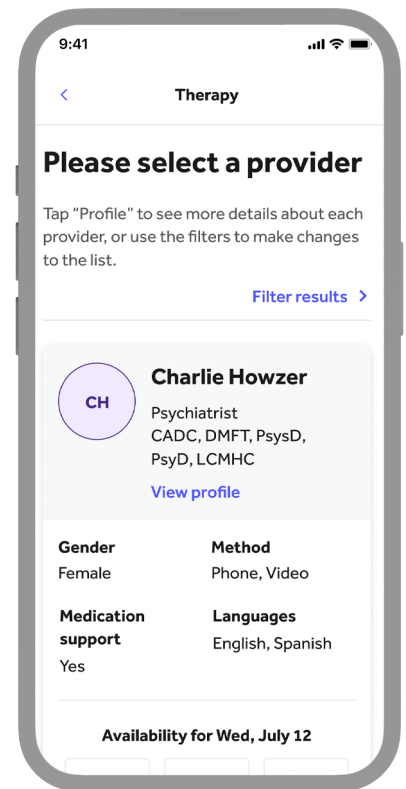 9:41
Therapy
Please select a provider
Tap “Profile” to see more details about each
provider, or use the filters to make changes
to the list.
Filter results
CH
Charlie Howzer
Psychiatrist
CADC, DMFT, PsysD,
PsyD, LCMHC
View profile
Gender
Female
Method
Phone, Video
Medication
support
Yes
Languages
English, Spanish
Availability for Wed, July 12